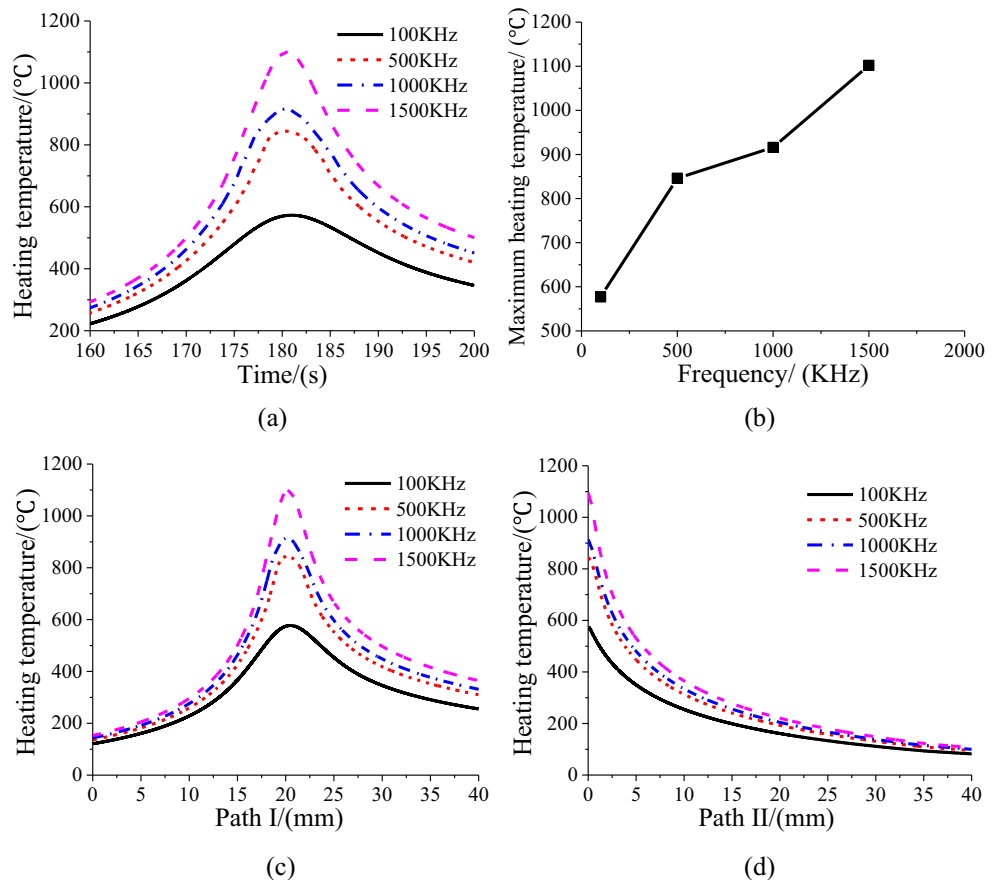 Heating temperature/(℃)
1200
1000
800
600
400
200
160 165 170 175 180 185 190 195 200
Time/(s)
100KHz
500KHz
1000KHz
1500KHz
(a)
Maximum heating temperature/ (℃)
1200
1100
1000
900
800
700
600
500
0 500 1000 1500 2000
Frequency/ (KHz)
(b)
Heating temperature/(℃)
1200
1000
800
600
400
200
0
0 5 10 15 20 25 30 35 40
Path I/(mm)
100KHz
500KHz
1000KHz
1500KHz
(c)
Heating temperature/(℃)
1200
1000
800
600
400
200
0
0 5 10 15 20 25 30 35 40
Path II/(mm)
100KHz
500KHz
1000KHz
1500KHz
(d)